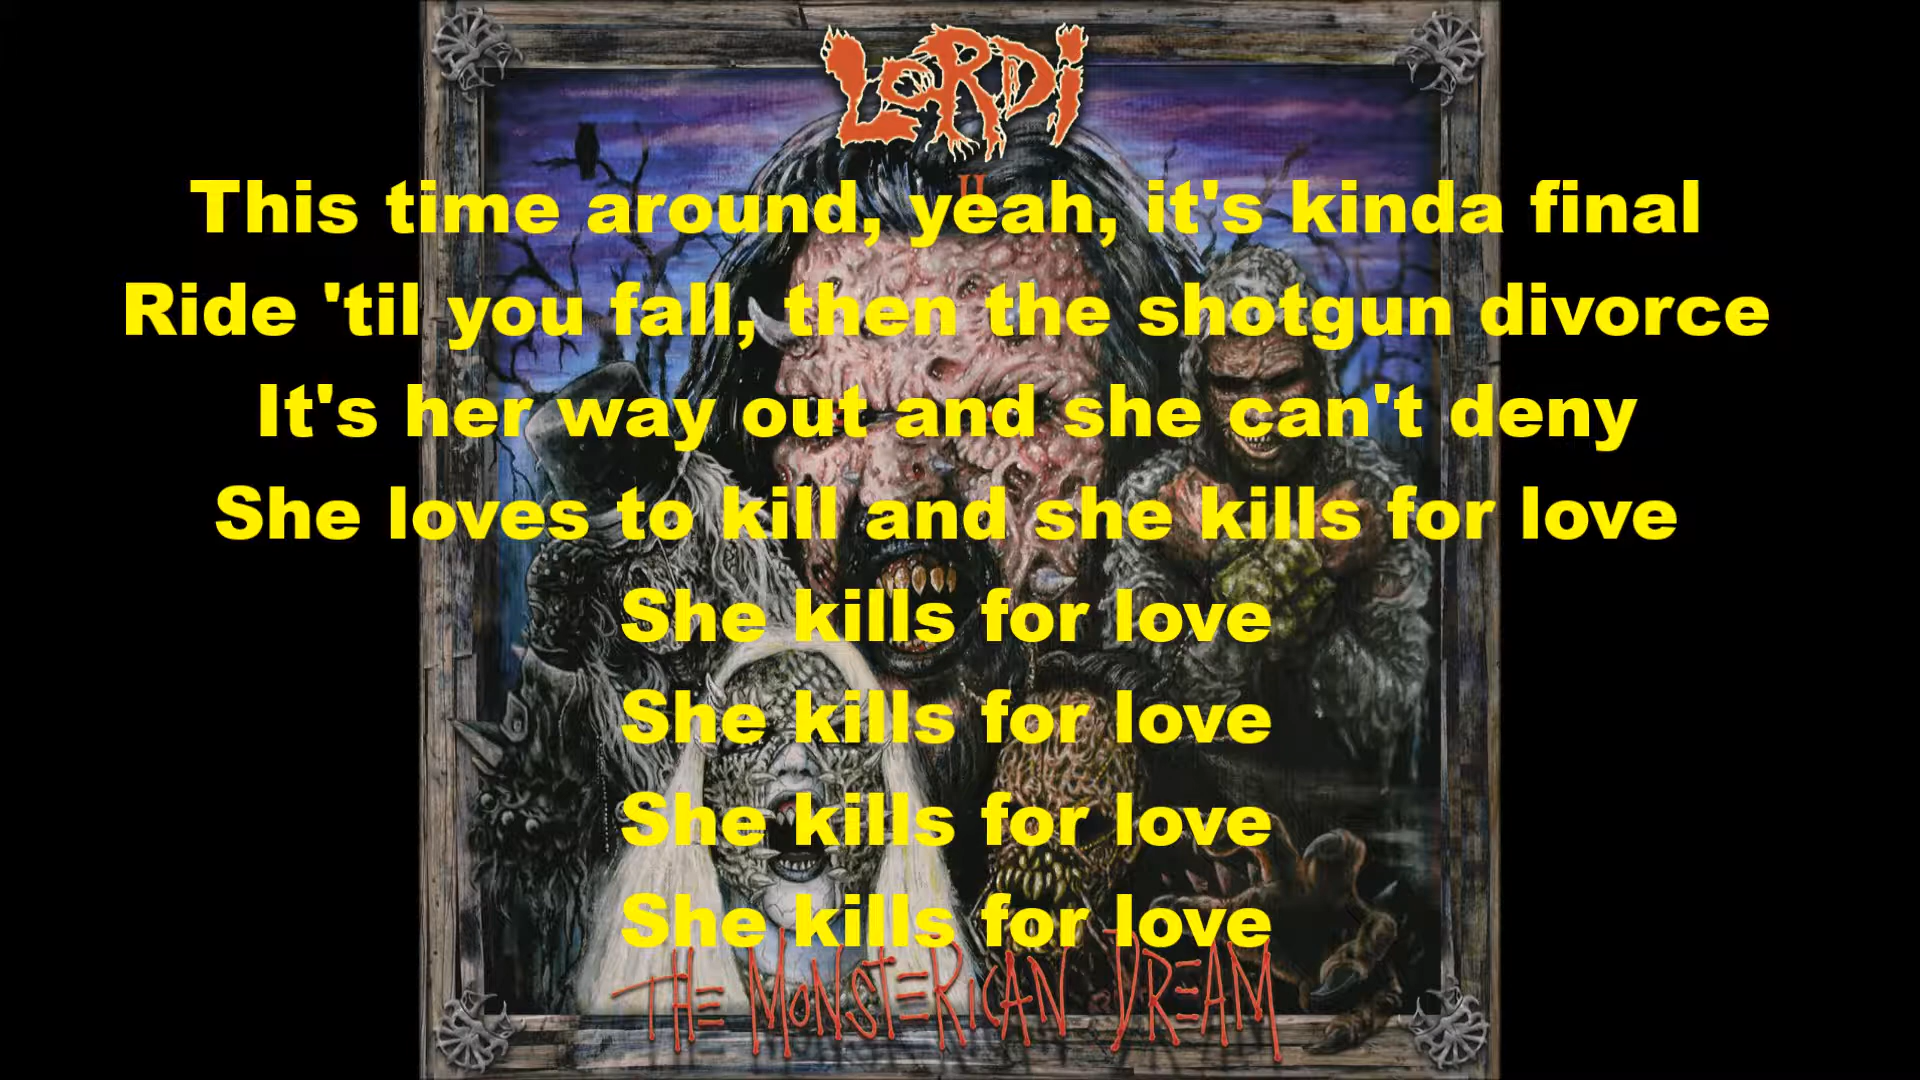 LORDI
This time around, yeah, it's kinda final
Ride 'til you fall, then the shotgun divorce
It's her way out and she can't deny
She loves to kill and she kills for love
She kills for love
She kills for love
She kills for love
She kills for love
THE MONSTERICAN DREAM